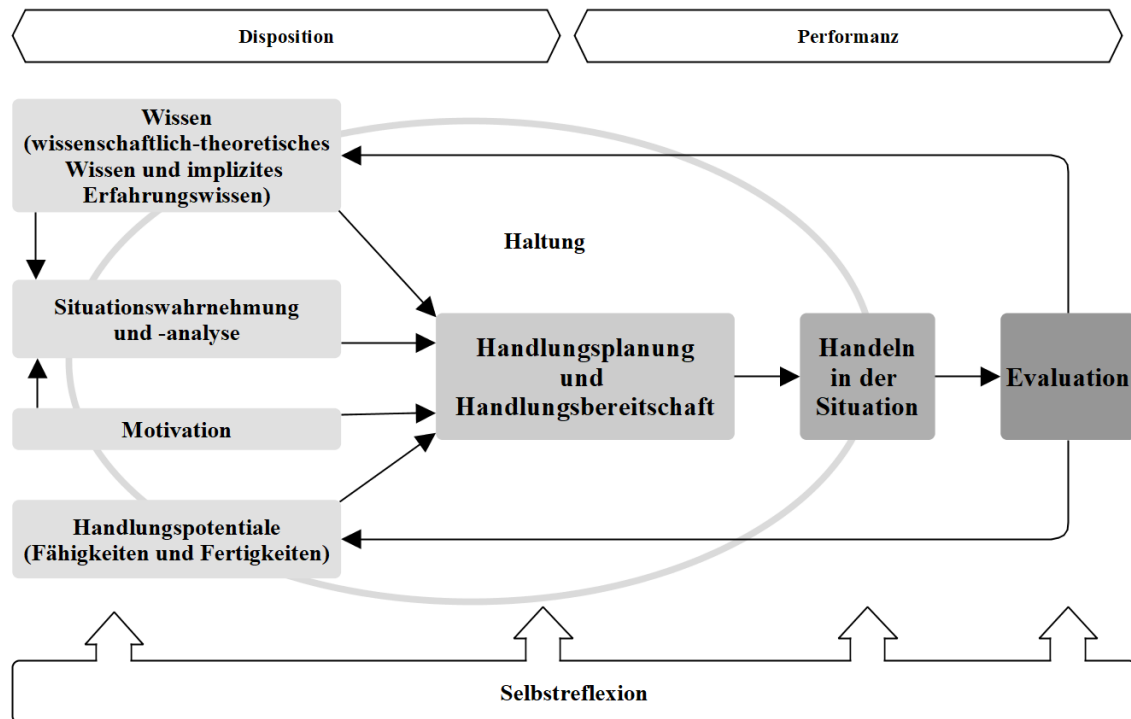 Disposition
Performanz
Wissen
(wissenschaftlich-theoretisches
Wissen und implizites
Erfahrungswissen)
Haltung
Situationswahrnehmung
und -analyse
Handlungsplanung
und
Handlungsbereitschaft
Handeln
in der
Situation
Evaluation
Motivation
Handlungspotentiale
(Fähigkeiten und Fertigkeiten)
Selbstreflexion